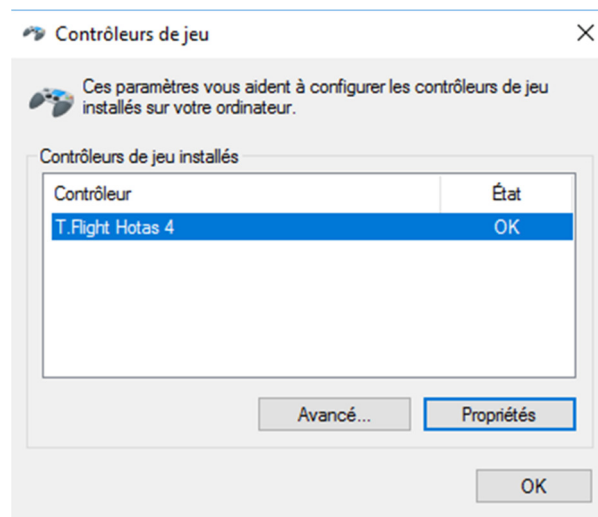 Contrôleurs de jeu
Ces paramètres vous aident à configurer les contrôleurs de jeu
installés sur votre ordinateur.
Contrôleurs de jeu installés
Contrôleur État
T.Flight Hotas 4 OK
Avancé... Propriétés
OK